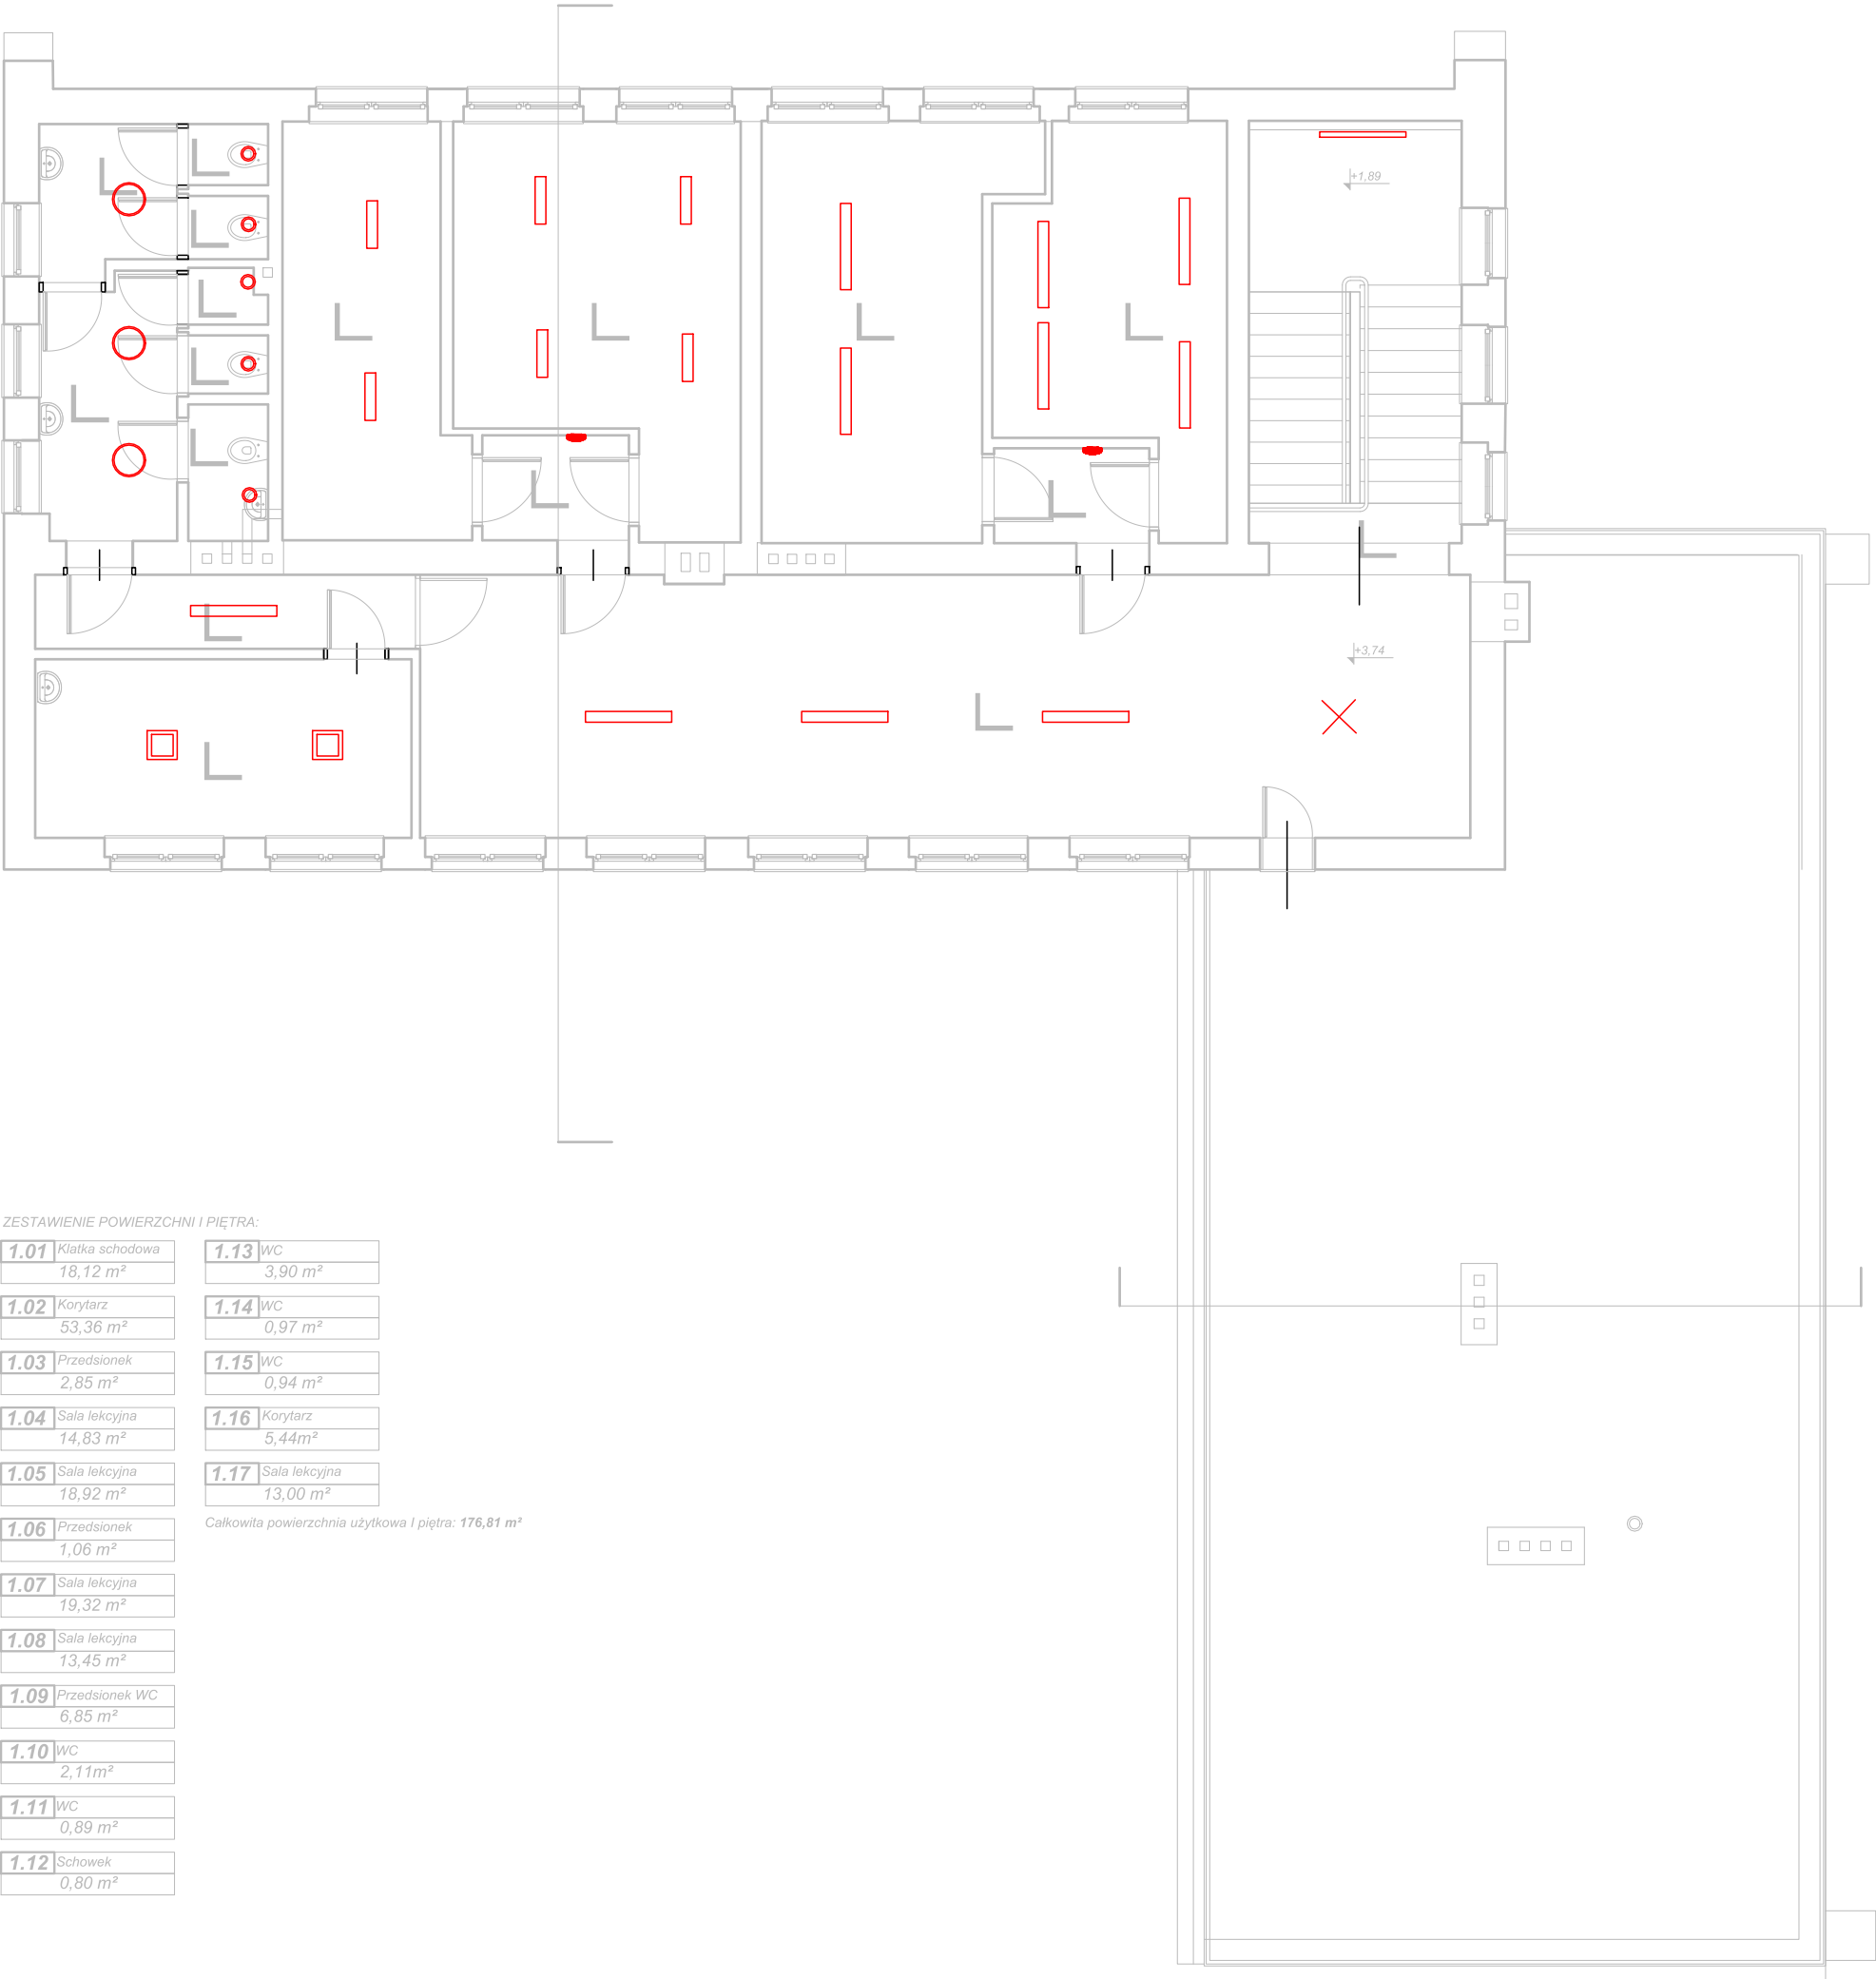 +1,89
+3,74
ZESTAWIENIE POWIERZCHNI I PIĘTRA:
1.01 Klatka schodowa
18,12 m²
1.02 Korytarz
53,36 m²
1.03 Przedsionek
2,85 m²
1.04 Sala lekcyjna
14,83 m²
1.05 Sala lekcyjna
18,92 m²
1.06 Przedsionek
1,06 m²
1.07 Sala lekcyjna
19,32 m²
1.08 Sala lekcyjna
13,45 m²
1.09 Przedsionek WC
6,85 m²
1.10 WC
2,11m²
1.11 WC
0,89 m²
1.12 Schowek
0,80 m²
1.13 WC
3,90 m²
1.14 WC
0,97 m²
1.15 WC
0,94 m²
1.16 Korytarz
5,44m²
1.17 Sala lekcyjna
13,00 m²
Całkowita powierzchnia użytkowa I piętra: 176,81 m²